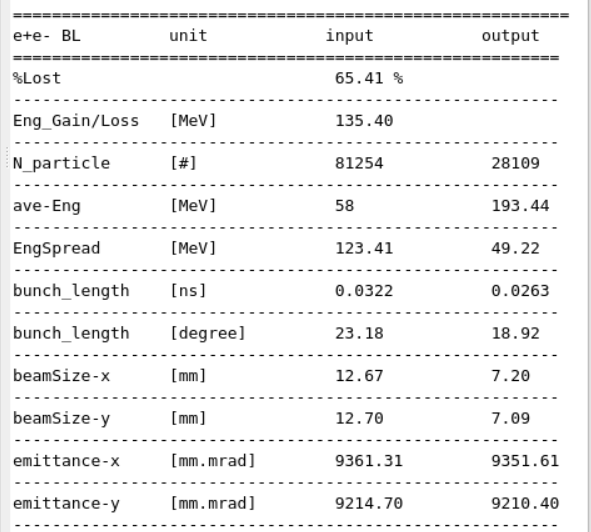 ==========================================================
e+e- BL unit input output
=========================================================
%Lost 65.41 %
---------------------------------------------------------
Eng_Gain/Loss [MeV] 135.40
---------------------------------------------------------
N_particle [#] 81254 28109
---------------------------------------------------------
ave-Eng [MeV] 58 193.44
---------------------------------------------------------
EngSpread [MeV] 123.41 49.22
---------------------------------------------------------
bunch_length [ns] 0.0322 0.0263
---------------------------------------------------------
bunch_length [degree] 23.18 18.92
---------------------------------------------------------
beamSize-x [mm] 12.67 7.20
---------------------------------------------------------
beamSize-y [mm] 12.70 7.09
---------------------------------------------------------
emittance-x [mm.mrad] 9361.31 9351.61
---------------------------------------------------------
emittance-y [mm.mrad] 9214.70 9210.40
---------------------------------------------------------